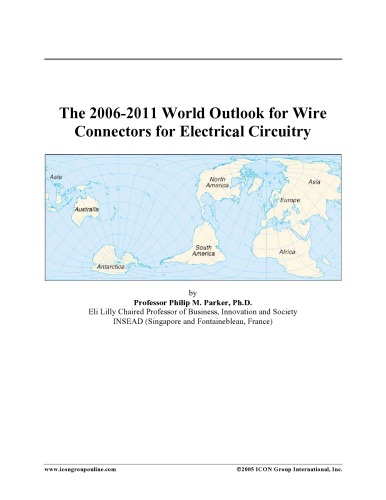 The 2006-2011 World Outlook for Wire
Connectors for Electrical Circuitry
Asia
North
America
Asia
Europe
Australia
South
America
Africa
Antarctica
by
Professor Philip M. Parker, Ph.D.
Eli Lilly Chaired Professor of Business, Innovation and Society
INSEAD (Singapore and Fontainebleau, France)
www.icongrouponline.com
©2005 ICON Group International, Inc.